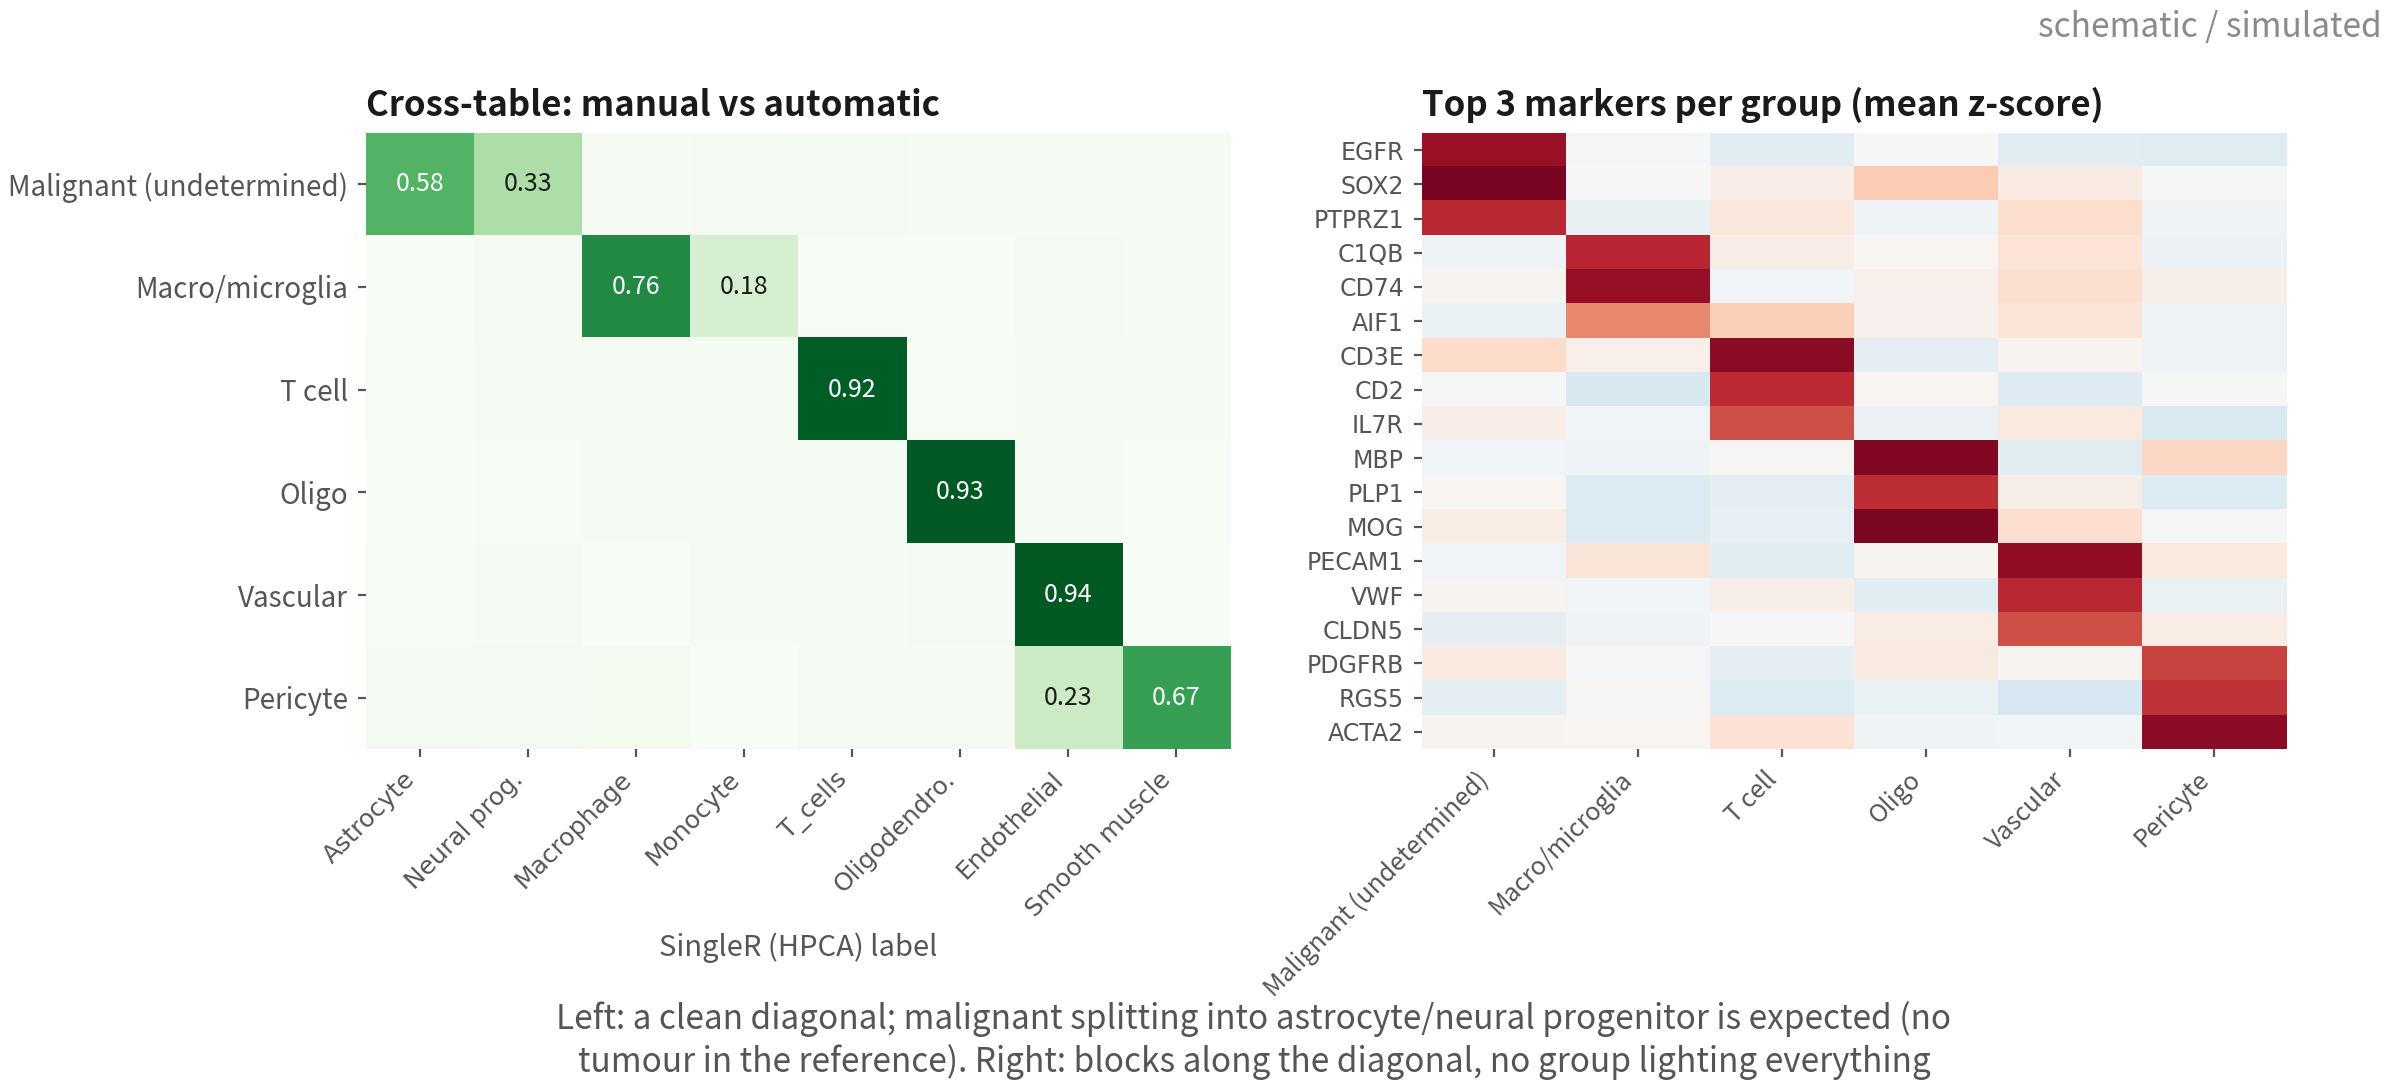 schematic / simulated
Cross-table: manual vs automatic
Malignant (undetermined)
Macro/microglia
T cell
Oligo
Vascular
Pericyte
0.58 0.33
0.76 0.18
0.92
0.93
0.94
0.23 0.67
Astrocyte
Neural prog.
Macrophage
Monocyte
T_cells
Oligodendro.
Endothelial
Smooth muscle
SingleR (HPCA) label
Top 3 markers per group (mean z-score)
EGFR
SOX2
PTPRZ1
C1QB
CD74
AIF1
CD3E
CD2
IL7R
MBP
PLP1
MOG
PECAM1
VWF
CLDN5
PDGFRB
RGS5
ACTA2
Malignant (undetermined)
Macro/microglia
T cell
Oligo
Vascular
Pericyte
Left: a clean diagonal; malignant splitting into astrocyte/neural progenitor is expected (no
tumour in the reference). Right: blocks along the diagonal, no group lighting everything